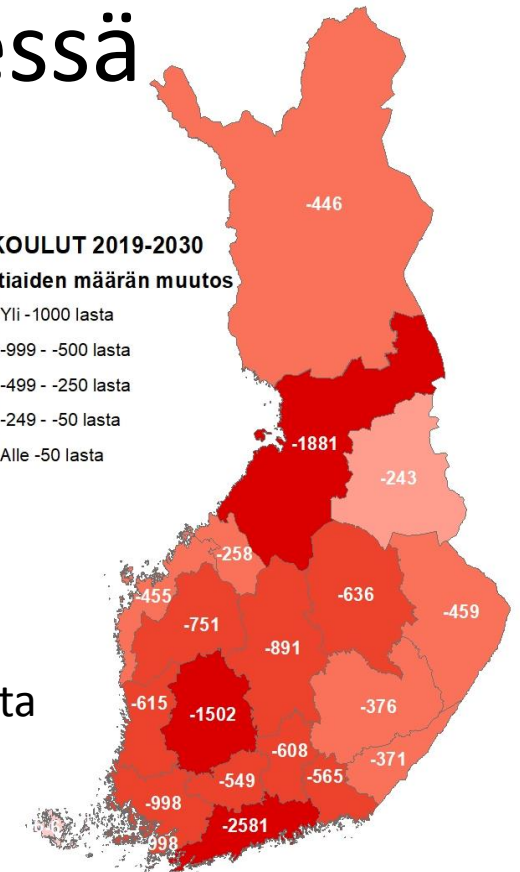 essä
KOULUT 2019-2030
tiaiden määrän muutos
Yli -1000 lasta
-999 - -500 lasta
-499 - -250 lasta
-249 - -50 lasta
Alle -50 lasta
ta
-446
-1881
-243
-258
-455
-636
-459
-751
-891
-615
-1502
-376
-608
-371
-549
-565
-998
-2581
998